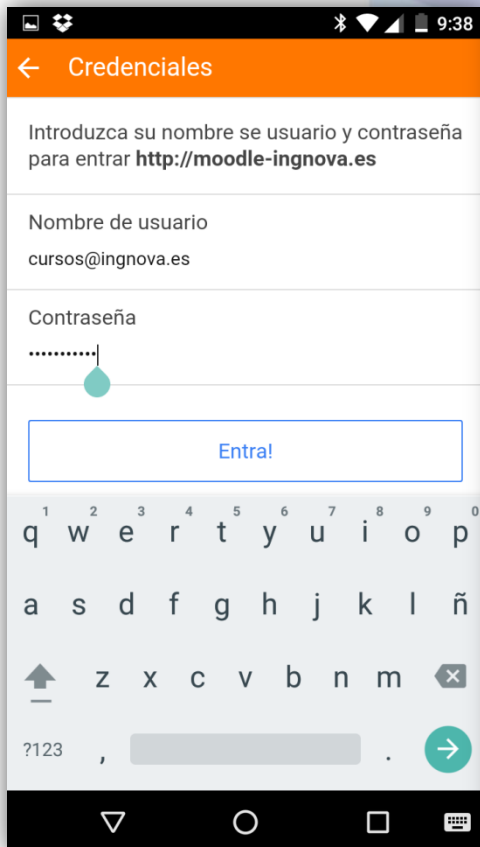 9:38
Credenciales
Introduzca su nombre se usuario y contraseña
para entrar http://moodle-ingnova.es
Nombre de usuario
cursos@ingnova.es
Contraseña
•••••••••••
Entra!
1 2 3 4 5 6 7 8 9 0
q w e r t y u i o p
a s d f g h j k l ñ
z x c v b n m
?123 , .